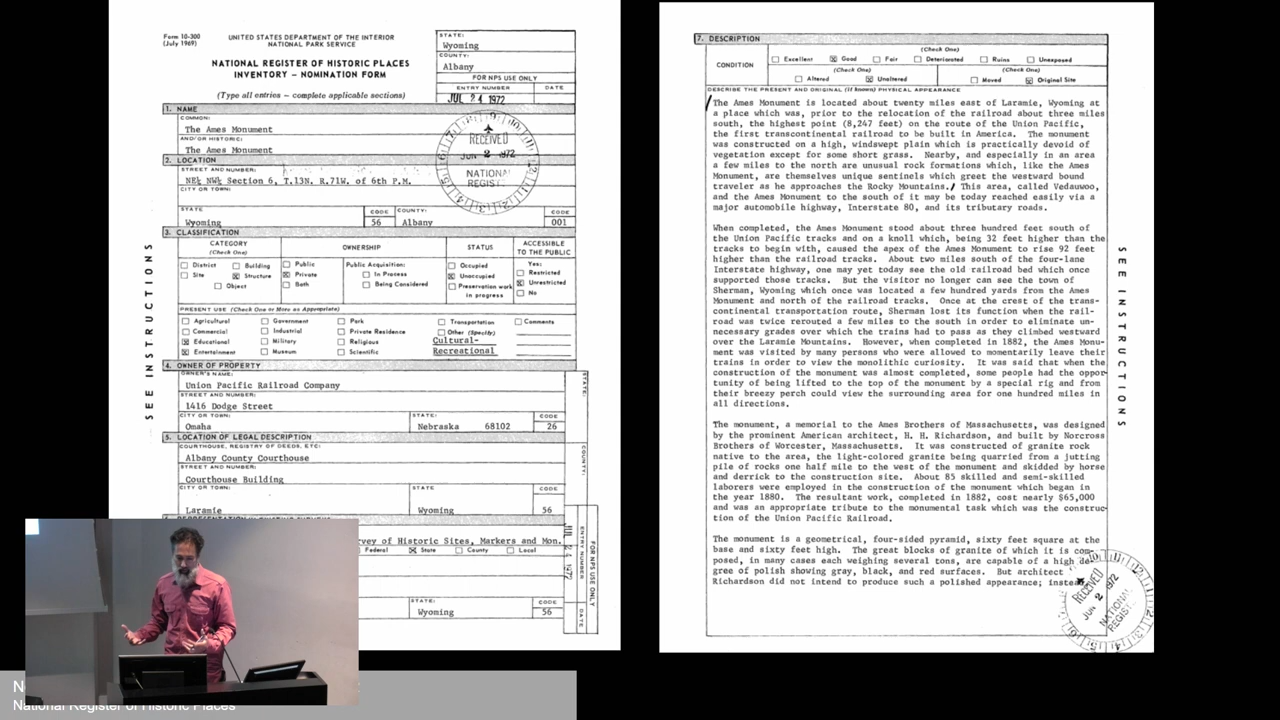 Form 10-300
(July 1969)
UNITED STATES DEPARTMENT OF THE INTERIOR
NATIONAL PARK SERVICE
NATIONAL REGISTER OF HISTORIC PLACES
INVENTORY - NOMINATION FORM
(Type all entries - complete applicable sections)
STATE:
Wyoming
COUNTY:
Albany
FOR NPS USE ONLY
ENTRY NUMBER DATE
JUL 24 1972
1. NAME
COMMON:
The Ames Monument
AND/OR HISTORIC:
The Ames Monument
2. LOCATION
STREET AND NUMBER:
NE¼ NW¼ Section 6, T.13N. R.71W. of 6th P.M.
CITY OR TOWN:
STATE CODE COUNTY: CODE
Wyoming 56 Albany 001
RECEIVED
JUN 2 1972
NATIONAL
REGIST
3. CLASSIFICATION
CATEGORY
(Check One)
OWNERSHIP
STATUS
ACCESSIBLE
TO THE PUBLIC
District Building
Site Structure
Object
Public
Private
Both
Public Acquisition:
In Process
Being Considered
Occupied
Unoccupied
Preservation work
in progress
Yes:
Restricted
Unrestricted
No
PRESENT USE (Check One or More as Appropriate)
Agricultural Government Park Transportation Comments
Commercial Industrial Private Residence Other (Specify)
Educational Military Religious Cultural-
Entertainment Museum Scientific Recreational
4. OWNER OF PROPERTY
OWNER'S NAME:
Union Pacific Railroad Company
STREET AND NUMBER:
1416 Dodge Street
CITY OR TOWN: STATE: CODE
Omaha Nebraska 68102 26
5. LOCATION OF LEGAL DESCRIPTION
COURTHOUSE, REGISTRY OF DEEDS, ETC:
Albany County Courthouse
STREET AND NUMBER:
Courthouse Building
CITY OR TOWN: STATE CODE
Laramie Wyoming 56
vey of Historic Sites, Markers and Mon.
Federal State County Local
CODE
Wyoming 56
SEE INSTRUCTIONS
STATE:
COUNTY:
ENTRY NUMBER
DATE
FOR NPS USE ONLY
7. DESCRIPTION
CONDITION
(Check One)
Excellent Good Fair Deteriorated Ruins Unexposed
(Check One) (Check One)
Altered Unaltered Moved Original Site
DESCRIBE THE PRESENT AND ORIGINAL (if known) PHYSICAL APPEARANCE
The Ames Monument is located about twenty miles east of Laramie, Wyoming at
a place which was, prior to the relocation of the railroad about three miles
south, the highest point (8,247 feet) on the route of the Union Pacific,
the first transcontinental railroad to be built in America. The monument
was constructed on a high, windswept plain which is practically devoid of
vegetation except for some short grass. Nearby, and especially in an area
a few miles to the north are unusual rock formations which, like the Ames
Monument, are themselves unique sentinels which greet the westward bound
traveler as he approaches the Rocky Mountains. This area, called Vedauwoo,
and the Ames Monument to the south of it may be today reached easily via a
major automobile highway, Interstate 80, and its tributary roads.
When completed, the Ames Monument stood about three hundred feet south of
the Union Pacific tracks and on a knoll which, being 32 feet higher than the
tracks to begin with, caused the apex of the Ames Monument to rise 92 feet
higher than the railroad tracks. About two miles south of the four-lane
Interstate highway, one may yet today see the old railroad bed which once
supported those tracks. But the visitor no longer can see the town of
Sherman, Wyoming which once was located a few hundred yards from the Ames
Monument and north of the railroad tracks. Once at the crest of the trans-
continental transportation route, Sherman lost its function when the rail-
road was twice rerouted a few miles to the south in order to eliminate un-
necessary grades over which the trains had to pass as they climbed westward
over the Laramie Mountains. However, when completed in 1882, the Ames Monu-
ment was visited by many persons who were allowed to momentarily leave their
trains in order to view the monolithic curiosity. It was said that when the
construction of the monument was almost completed, some people had the oppor-
tunity of being lifted to the top of the monument by a special rig and from
their breezy perch could view the surrounding area for one hundred miles in
all directions.
The monument, a memorial to the Ames Brothers of Massachusetts, was designed
by the prominent American architect, H. H. Richardson, and built by Norcross
Brothers of Worcester, Massachusetts. It was constructed of granite rock
native to the area, the light-colored granite being quarried from a jutting
pile of rocks one half mile to the west of the monument and skidded by horse
and derrick to the construction site. About 85 skilled and semi-skilled
laborers were employed in the construction of the monument which began in
the year 1880. The resultant work, completed in 1882, cost nearly $65,000
and was an appropriate tribute to the monumental task which was the construc-
tion of the Union Pacific Railroad.
The monument is a geometrical, four-sided pyramid, sixty feet square at the
base and sixty feet high. The great blocks of granite of which it is com-
posed, in many cases each weighing several tons, are capable of a high de-
gree of polish showing gray, black, and red surfaces. But architect
Richardson did not intend to produce such a polished appearance; instead
SEE INSTRUCTIONS
RECEIVED
JUN 2 1972
NATIONAL
REGIST
National Register of Historic Places